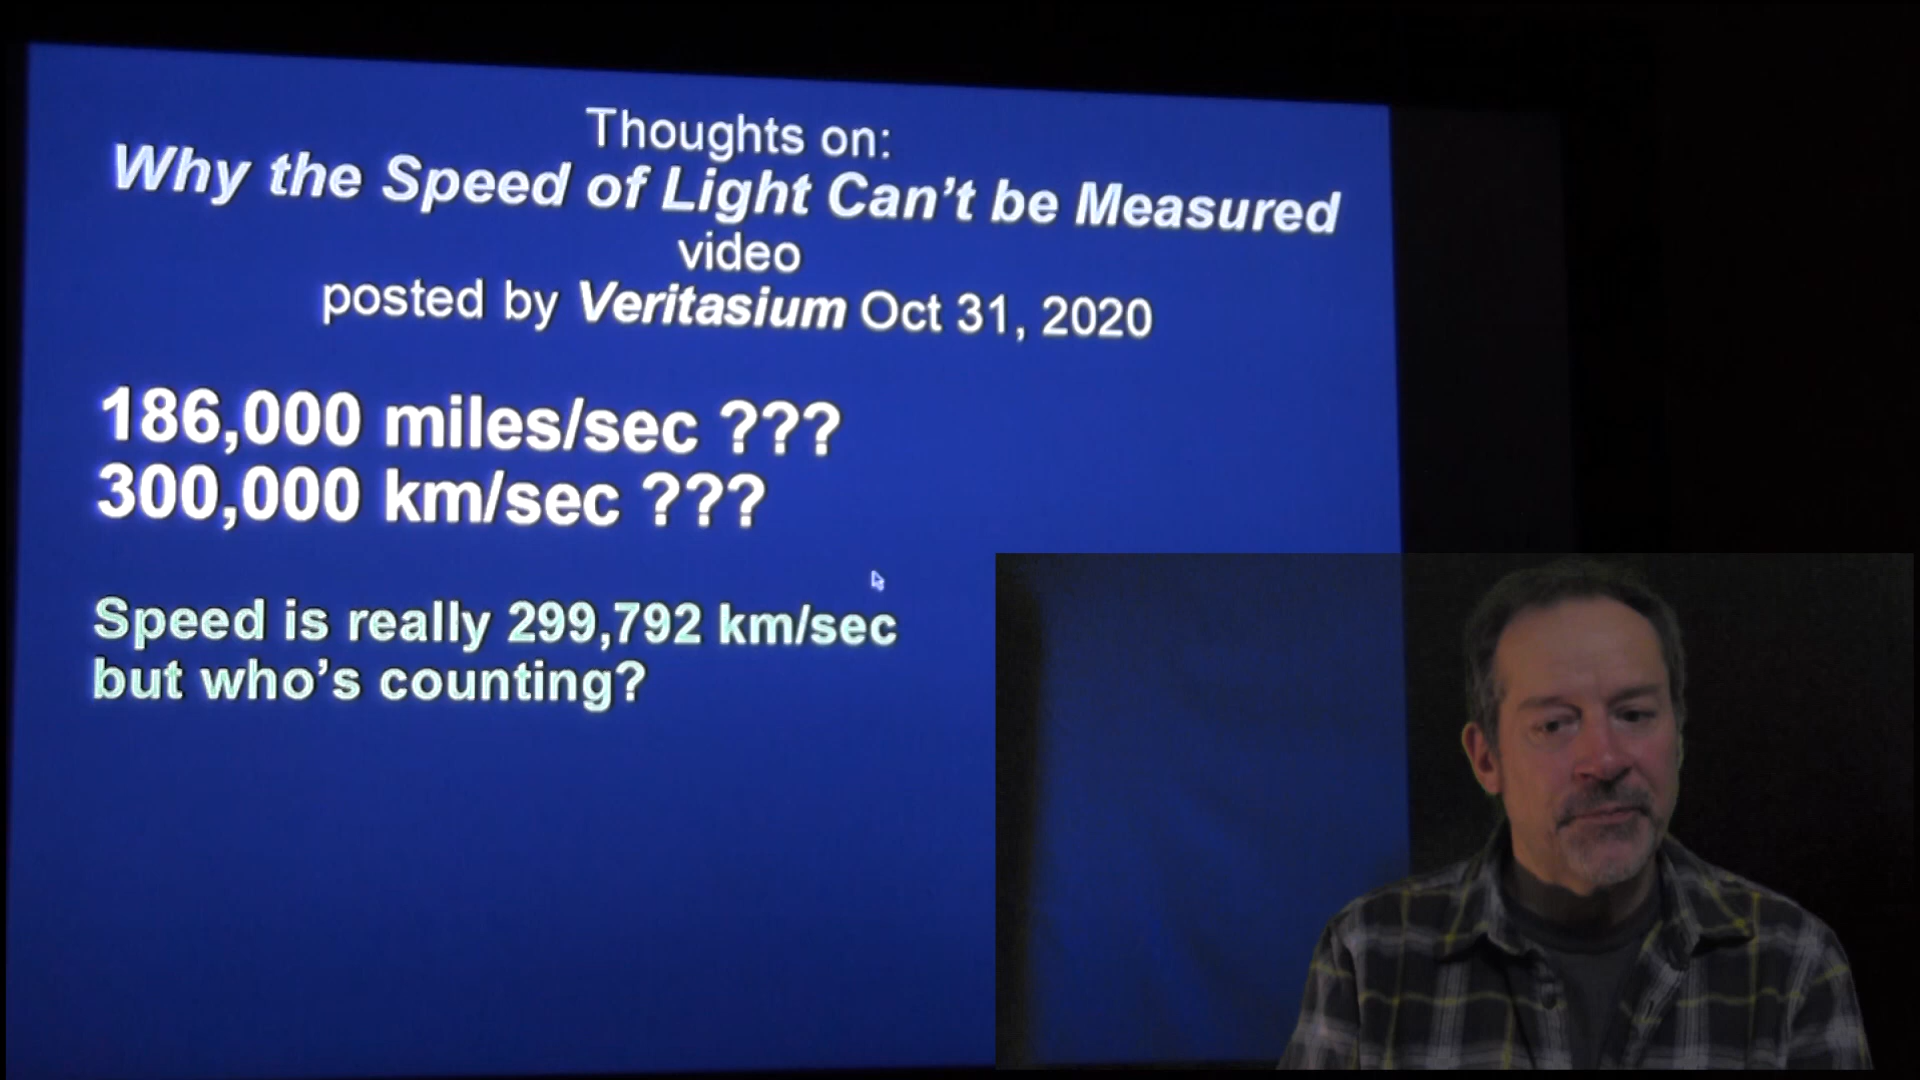 Thoughts on:
Why the Speed of Light Can't be Measured
video
posted by Veritasium Oct 31, 2020
186,000 miles/sec ???
300,000 km/sec ???
Speed is really 299,792 km/sec
but who's counting?